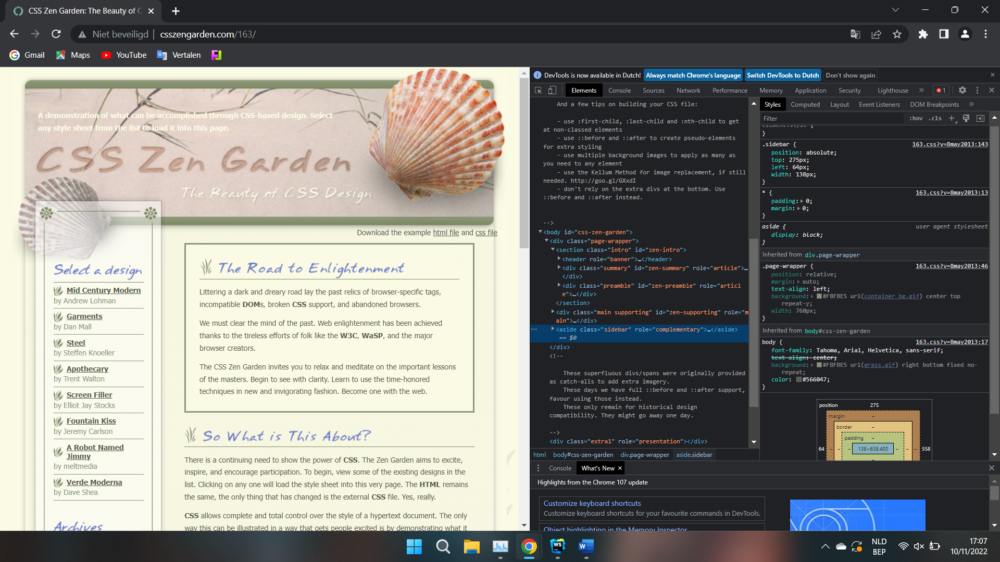 CSS Zen Garden: The Beauty of C
Niet beveiligd
csszengarden.com/163/
Gmail
Maps
YouTube
Vertalen
A demonstration of what can be accomplished through CSS-based design. Select
any style sheet from the list to load it into this page.
CSS Zen Garden
The Beauty of CSS Design
Download the example html file and css file
Select a design
Mid Century Modern
by Andrew Lohman
Garments
by Dan Mall
Steel
by Steffen Knoeller
Apothecary
by Trent Walton
Screen Filler
by Elliot Jay Stocks
Fountain Kiss
by Jeremy Carlson
A Robot Named
Jimmy
by meltmedia
Verde Moderna
by Dave Shea
Archives
The Road to Enlightenment
Littering a dark and dreary road lay the past relics of browser-specific tags,
incompatible DOMs, broken CSS support, and abandoned browsers.
We must clear the mind of the past. Web enlightenment has been achieved
thanks to the tireless efforts of folk like the W3C, WaSP, and the major
browser creators.
The CSS Zen Garden invites you to relax and meditate on the important lessons
of the masters. Begin to see with clarity. Learn to use the time-honored
techniques in new and invigorating fashion. Become one with the web.
So What is This About?
There is a continuing need to show the power of CSS. The Zen Garden aims to excite,
inspire, and encourage participation. To begin, view some of the existing designs in the
list. Clicking on any one will load the style sheet into this very page. The HTML remains
the same, the only thing that has changed is the external CSS file. Yes, really.
CSS allows complete and total control over the style of a hypertext document. The only
way this can be illustrated in a way that gets people excited is by demonstrating what it
DevTools is now available in Dutch!
Always match Chrome's language
Switch DevTools to Dutch
Don't show again
Elements
Console
Sources
Network
Performance
Memory
Application
Security
Lighthouse
1
And a few tips on building your CSS file:
- use :first-child, :last-child and :nth-child to get
at non-classed elements
- use ::before and ::after to create pseudo-elements
for extra styling
- use multiple background images to apply as many as
you need to any element
- use the Kellum Method for image replacement, if still
needed. http://goo.gl/GXxdI
- don't rely on the extra divs at the bottom. Use
::before and ::after instead.
-->
<body id="css-zen-garden">
<div class="page-wrapper">
<section class="intro" id="zen-intro">
<header role="banner">…</header>
<div class="summary" id="zen-summary" role="article">…
</div>
<div class="preamble" id="zen-preamble" role="articl
e">…</div>
</section>
<div class="main supporting" id="zen-supporting" role="m
ain">…</div>
<aside class="sidebar" role="complementary">…</aside>
== $0
</div>
<!--
These superfluous divs/spans were originally provided
as catch-alls to add extra imagery.
These days we have full ::before and ::after support,
favour using those instead.
These only remain for historical design
compatibility. They might go away one day.
-->
<div class="extra1" role="presentation"></div>
html body#css-zen-garden div.page-wrapper aside.sidebar
Styles
Computed
Layout
Event Listeners
DOM Breakpoints
Filter
:hov .cls
element.style {
}
.sidebar { 163.css?v=8may2013:143
position: absolute;
top: 275px;
left: 64px;
width: 138px;
}
* { 163.css?v=8may2013:13
padding: 0;
margin: 0;
}
aside { user agent stylesheet
display: block;
}
Inherited from div.page-wrapper
.page-wrapper { 163.css?v=8may2013:46
position: relative;
margin: auto;
text-align: left;
background: #FBFBE5 url(container_bg.gif) center top
repeat-y;
width: 760px;
}
Inherited from body#css-zen-garden
body { 163.css?v=8may2013:17
font-family: Tahoma, Arial, Helvetica, sans-serif;
text-align: center;
background: #FBFBE5 url(grass.gif) right bottom fixed no-
repeat;
color: #566047;
}
position 275
margin –
border –
padding –
64 – – – 138×638.400 – – – 558
Console
What's New
Highlights from the Chrome 107 update
Customize keyboard shortcuts
Customize keyboard shortcuts for your favourite commands in DevTools.
Object highlighting in the Memory Inspector
WS
W
NLD
BEP
17:07
10/11/2022